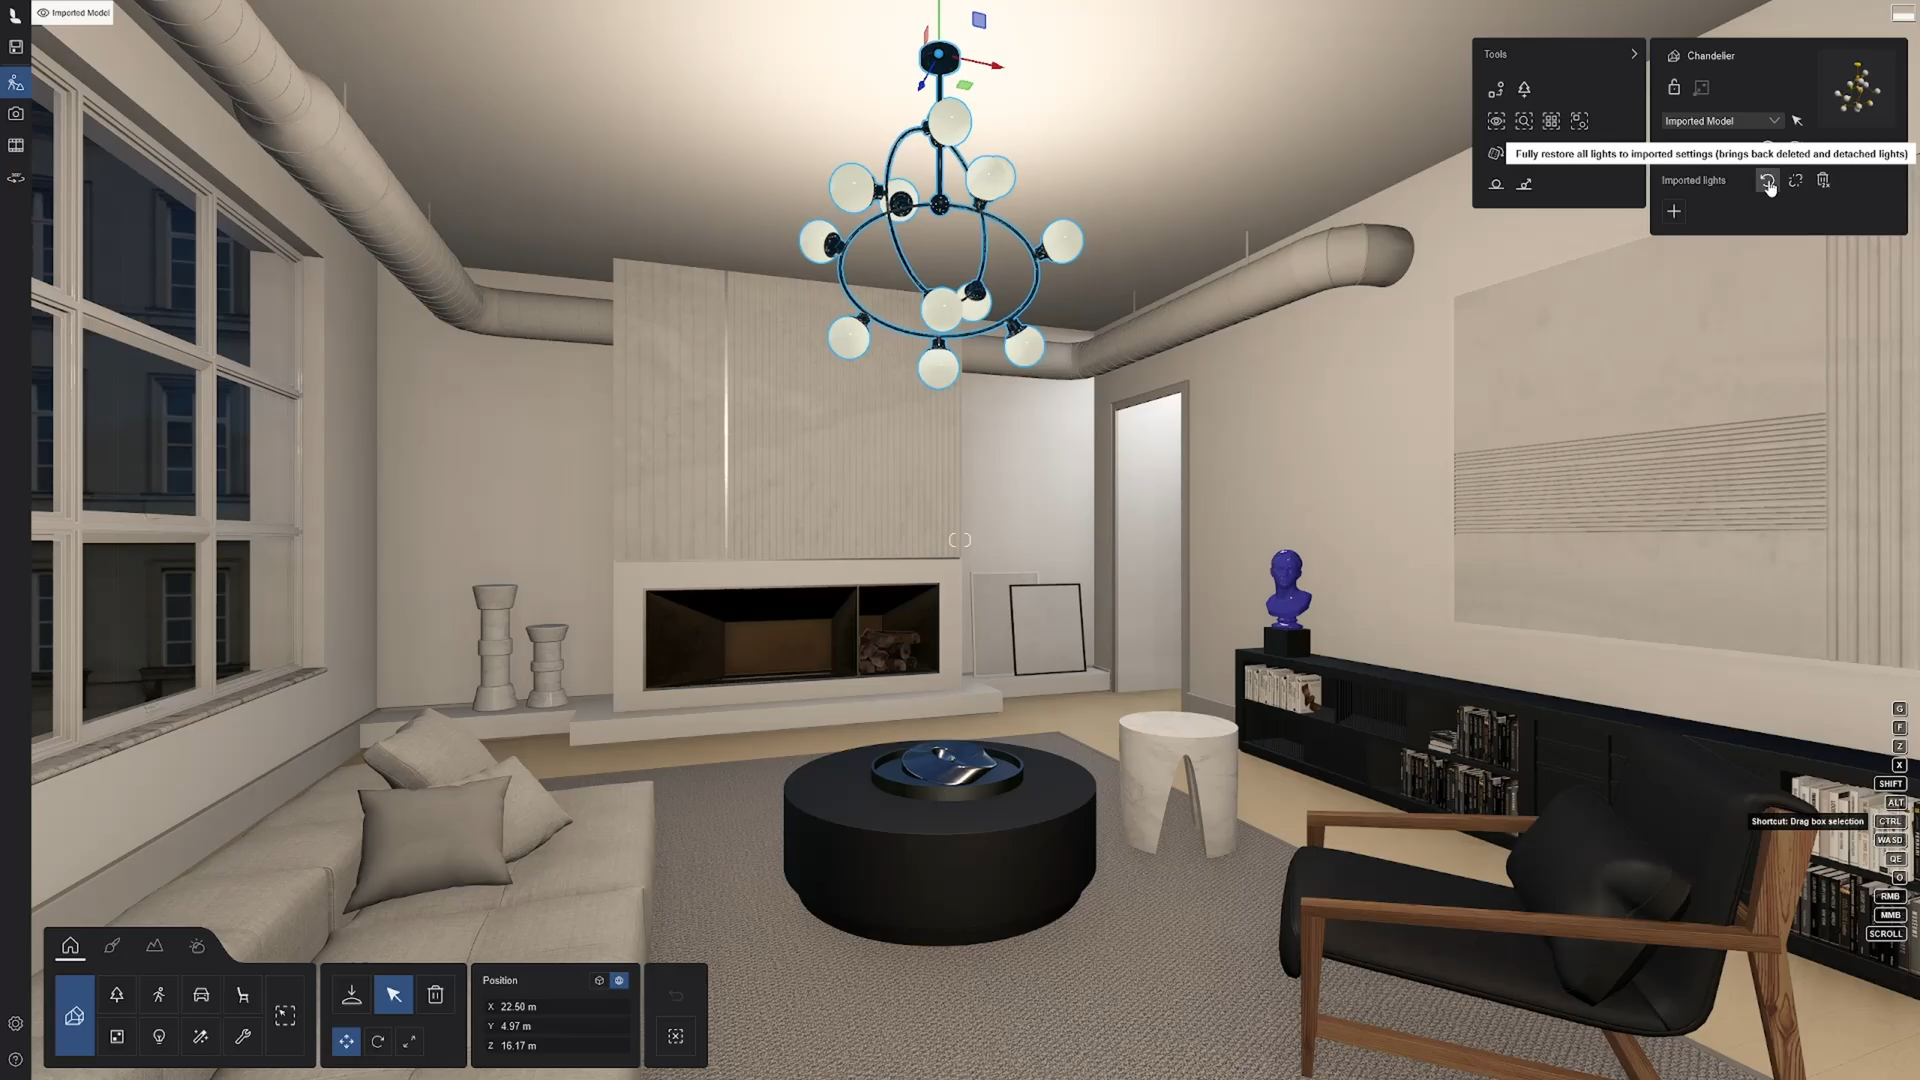 Imported Model
Tools
Chandelier
Imported Model
Fully restore all lights to imported settings (brings back deleted and detached lights)
Imported lights
G
F
Z
X
SHIFT
ALT
Shortcut: Drag box selection
CTRL
WASD
QE
O
RMB
MMB
SCROLL
Position
X 22.50 m
Y 4.97 m
Z 16.17 m